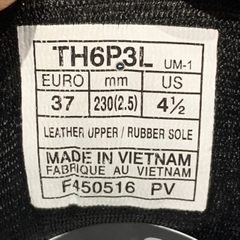 TH6P3L UM-1
EURO mm US
37 230(2.5) 4½
LEATHER UPPER / RUBBER SOLE
MADE IN VIETNAM
FABRIQUE AU VIETNAM
F450516 PV